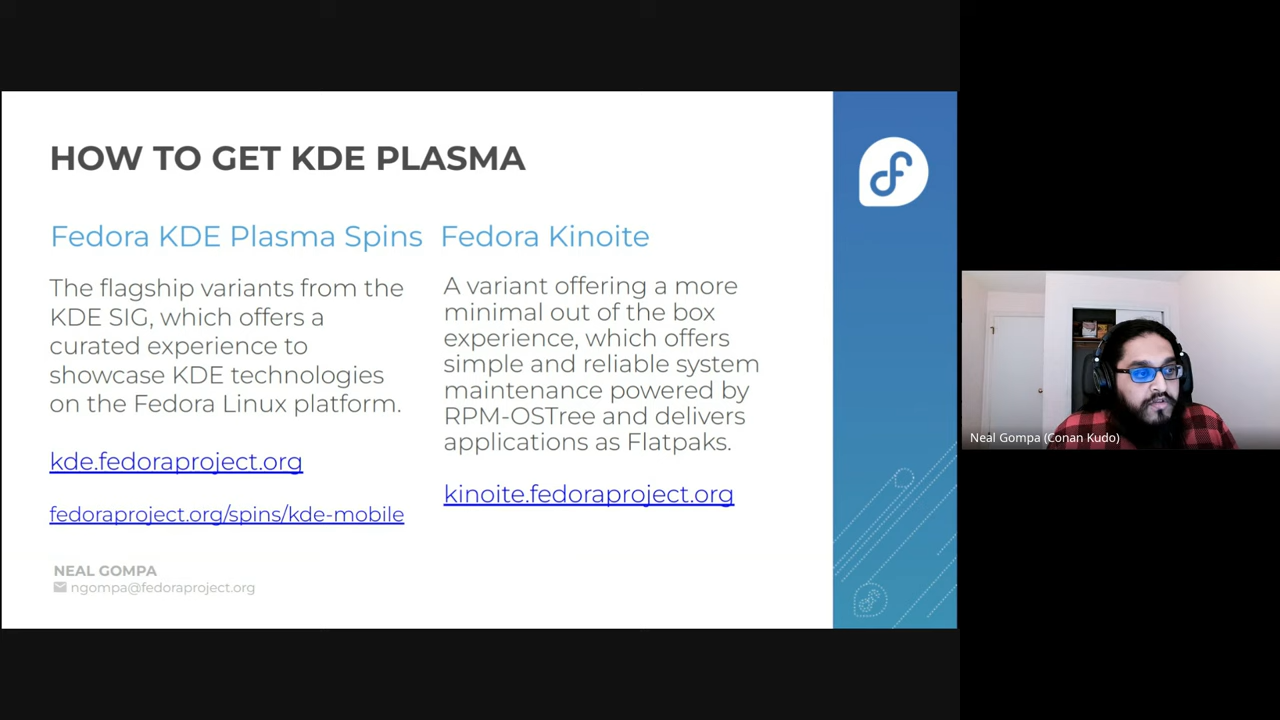 HOW TO GET KDE PLASMA
Fedora KDE Plasma Spins
The flagship variants from the
KDE SIG, which offers a
curated experience to
showcase KDE technologies
on the Fedora Linux platform.
kde.fedoraproject.org
fedoraproject.org/spins/kde-mobile
Fedora Kinoite
A variant offering a more
minimal out of the box
experience, which offers
simple and reliable system
maintenance powered by
RPM-OSTree and delivers
applications as Flatpaks.
kinoite.fedoraproject.org
NEAL GOMPA
ngompa@fedoraproject.org
Neal Gompa (Conan Kudo)